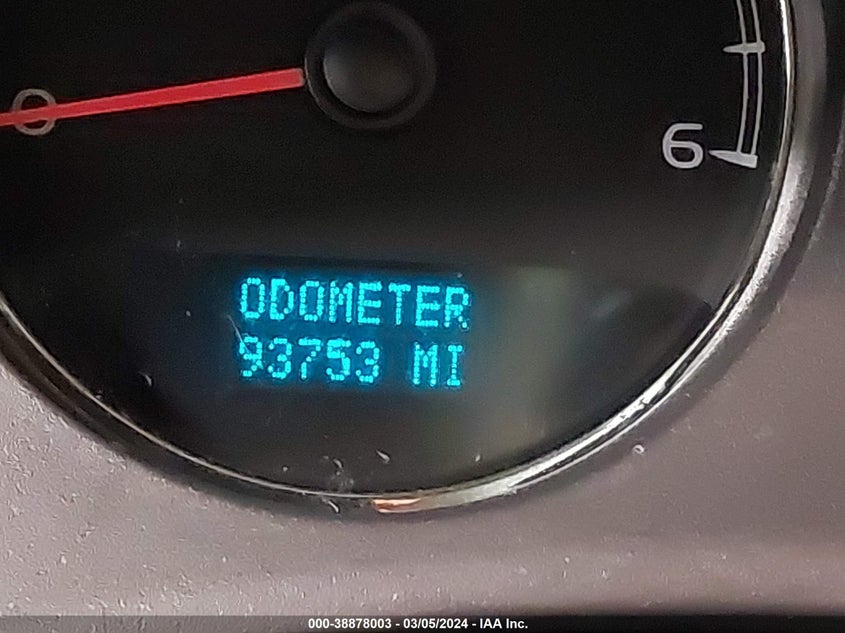 0
6
ODOMETER
93753 MI
000-38878003 - 03/05/2024 - IAA Inc.